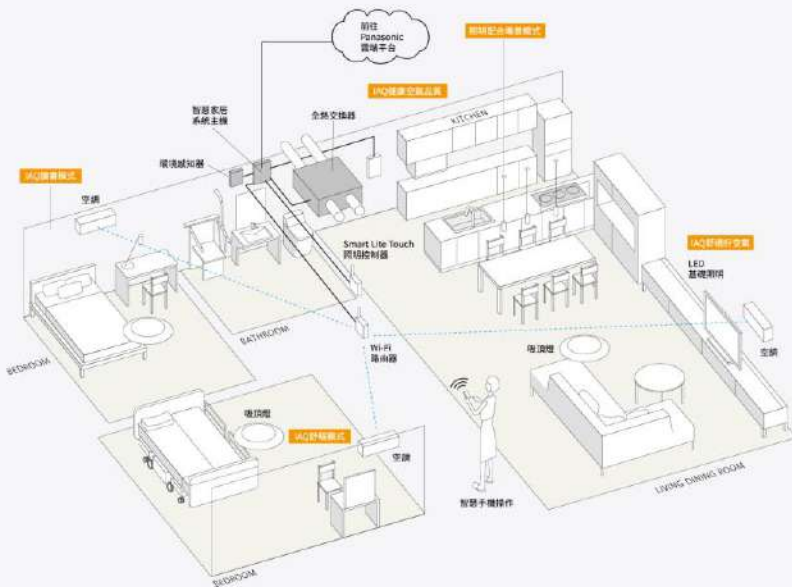 前往
Panasonic
雲端平台
照明配合情景模式
IAQ健康空氣品質
KITCHEN
智慧家居
系統主機
全熱交換器
環境感知器
IAQ讀書模式
空調
IAQ舒適好空氣
LED
基礎照明
Smart Lite Touch
照明控制器
BATHROOM
Wi-Fi
路由器
吸頂燈
空調
BEDROOM
吸頂燈
IAQ舒眠模式
空調
智慧手機操作
LIVING DINING ROOM
BEDROOM